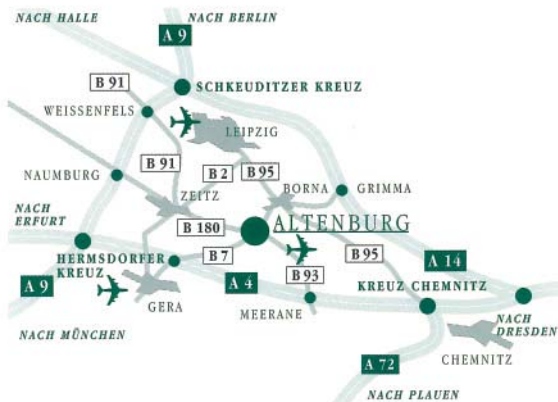 NACH HALLE
NACH BERLIN
A 9
B 91
SCHKEUDITZER KREUZ
WEISSENFELS
LEIPZIG
B 91
B 2
B 95
NAUMBURG
ZEITZ
BORNA
GRIMMA
NACH
ERFURT
B 180
ALTENBURG
HERMSDORFER
KREUZ
B 7
B 95
A 14
A 9
A 4
B 93
KREUZ CHEMNITZ
GERA
MEERANE
NACH
DRESDEN
NACH MÜNCHEN
CHEMNITZ
A 72
NACH PLAUEN